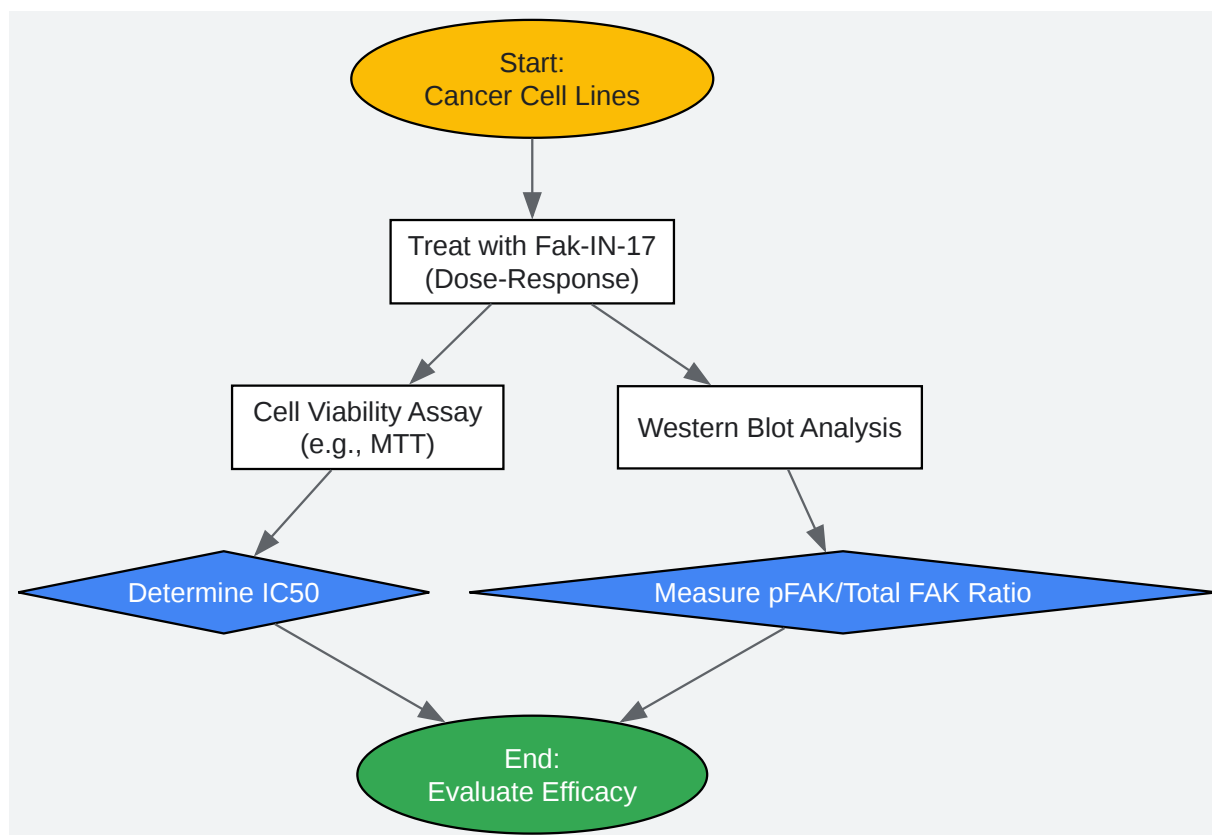 Start:
Cancer Cell Lines
Treat with Fak-IN-17
(Dose-Response)
Cell Viability Assay
(e.g., MTT)
Western Blot Analysis
Determine IC50
Measure pFAK/Total FAK Ratio
End:
Evaluate Efficacy